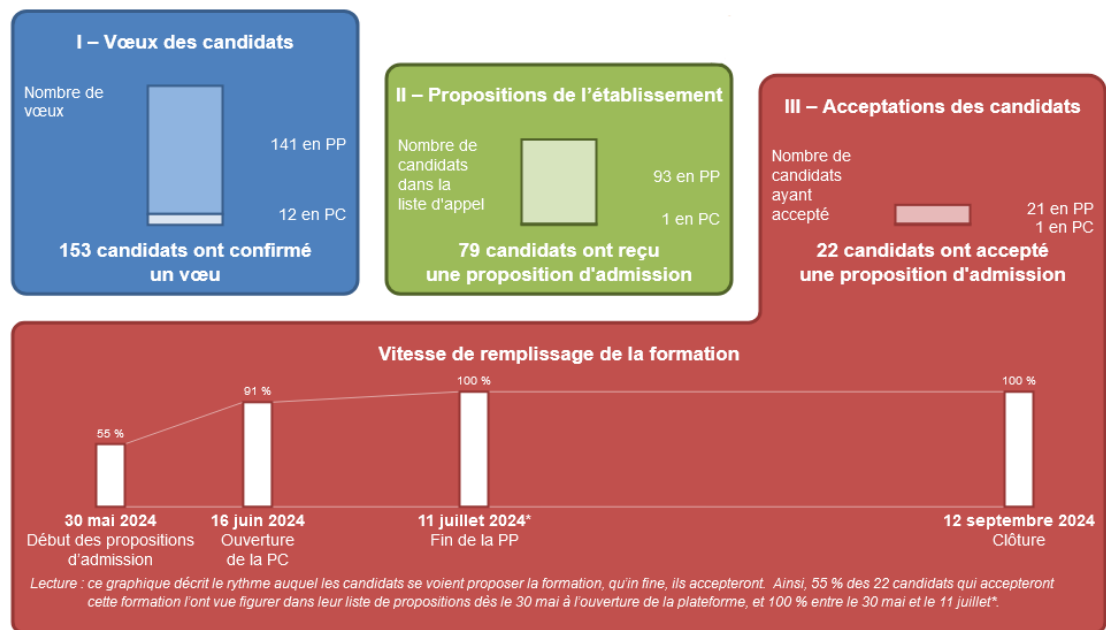 I – Vœux des candidats
Nombre de
vœux
141 en PP
12 en PC
153 candidats ont confirmé
un vœu
II – Propositions de l'établissement
Nombre de
candidats
dans la
liste d'appel
93 en PP
1 en PC
79 candidats ont reçu
une proposition d'admission
III – Acceptations des candidats
Nombre de
candidats
ayant
accepté
21 en PP
1 en PC
22 candidats ont accepté
une proposition d'admission
Vitesse de remplissage de la formation
55 %
91 %
100 %
100 %
30 mai 2024
Début des propositions
d'admission
16 juin 2024
Ouverture
de la PC
11 juillet 2024*
Fin de la PP
12 septembre 2024
Clôture
Lecture : ce graphique décrit le rythme auquel les candidats se voient proposer la formation, qu'in fine, ils accepteront. Ainsi, 55 % des 22 candidats qui accepteront
cette formation l'ont vue figurer dans leur liste de propositions dès le 30 mai à l'ouverture de la plateforme, et 100 % entre le 30 mai et le 11 juillet*.